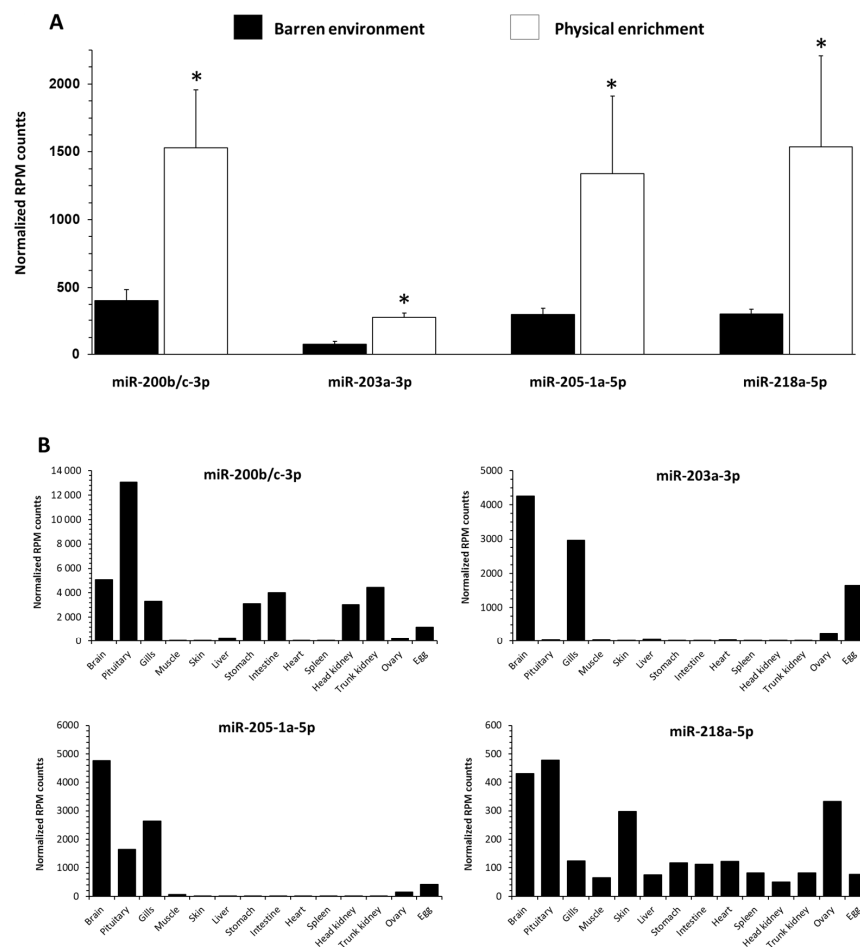 A
Barren environment
Physical enrichment
Normalized RPM countts
2000
1500
1000
500
0
*
*
*
*
miR-200b/c-3p
miR-203a-3p
miR-205-1a-5p
miR-218a-5p
B
miR-200b/c-3p
Normalized RPM countts
14 000
12 000
10 000
8 000
6 000
4 000
2 000
0
Brain
Pituitary
Gills
Muscle
Skin
Liver
Stomach
Intestine
Heart
Spleen
Head kidney
Trunk kidney
Ovary
Egg
miR-203a-3p
Normalized RPM countts
5000
4000
3000
2000
1000
0
Brain
Pituitary
Gills
Muscle
Skin
Liver
Stomach
Intestine
Heart
Spleen
Head kidney
Trunk kidney
Ovary
Egg
miR-205-1a-5p
Normalized RPM countts
6000
5000
4000
3000
2000
1000
0
Brain
Pituitary
Gills
Muscle
Skin
Liver
Stomach
Intestine
Heart
Spleen
Head kidney
Trunk kidney
Ovary
Egg
miR-218a-5p
Normalized RPM countts
600
500
400
300
200
100
0
Brain
Pituitary
Gills
Muscle
Skin
Liver
Stomach
Intestine
Heart
Spleen
Head kidney
Trunk kidney
Ovary
Egg